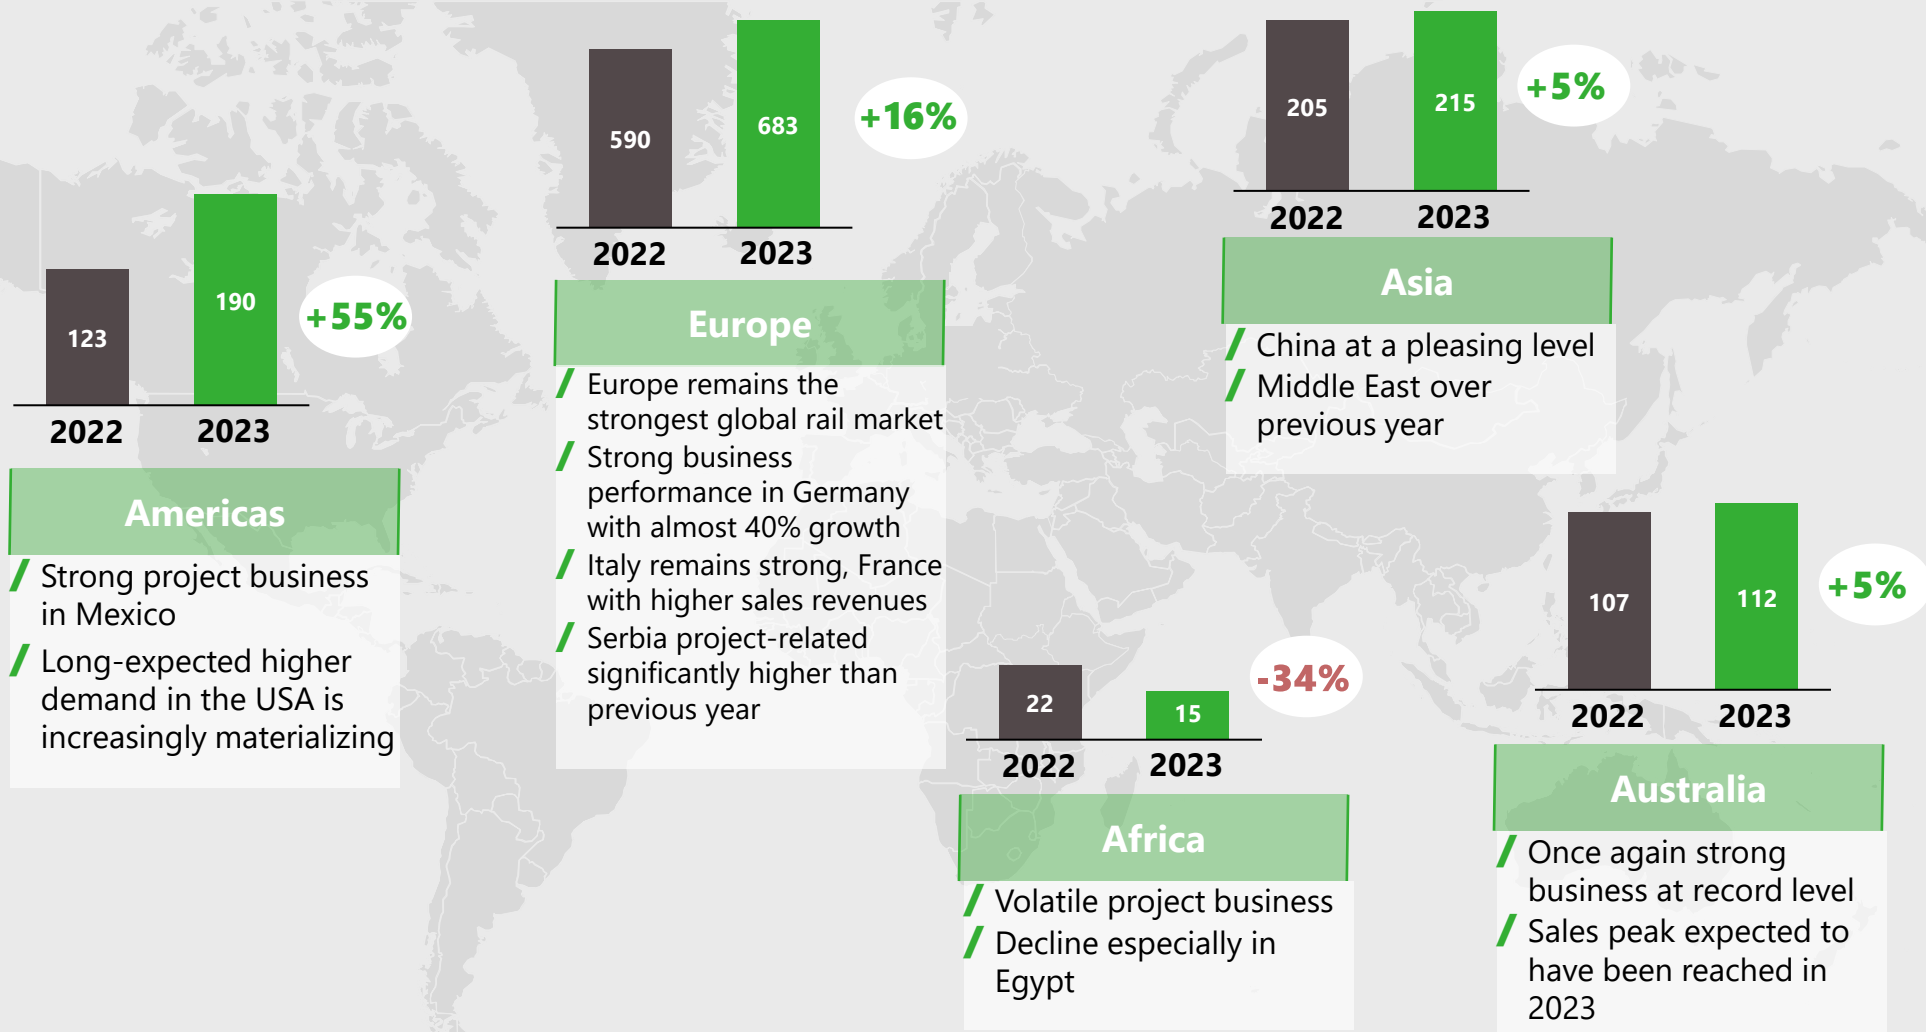 123
190
+55%
2022
2023
Americas
Strong project business
in Mexico
Long-expected higher
demand in the USA is
increasingly materializing
590
683
+16%
2022
2023
Europe
Europe remains the
strongest global rail market
Strong business
performance in Germany
with almost 40% growth
Italy remains strong, France
with higher sales revenues
Serbia project-related
significantly higher than
previous year
205
215
+5%
2022
2023
Asia
China at a pleasing level
Middle East over
previous year
22
15
-34%
2022
2023
Africa
Volatile project business
Decline especially in
Egypt
107
112
+5%
2022
2023
Australia
Once again strong
business at record level
Sales peak expected to
have been reached in
2023